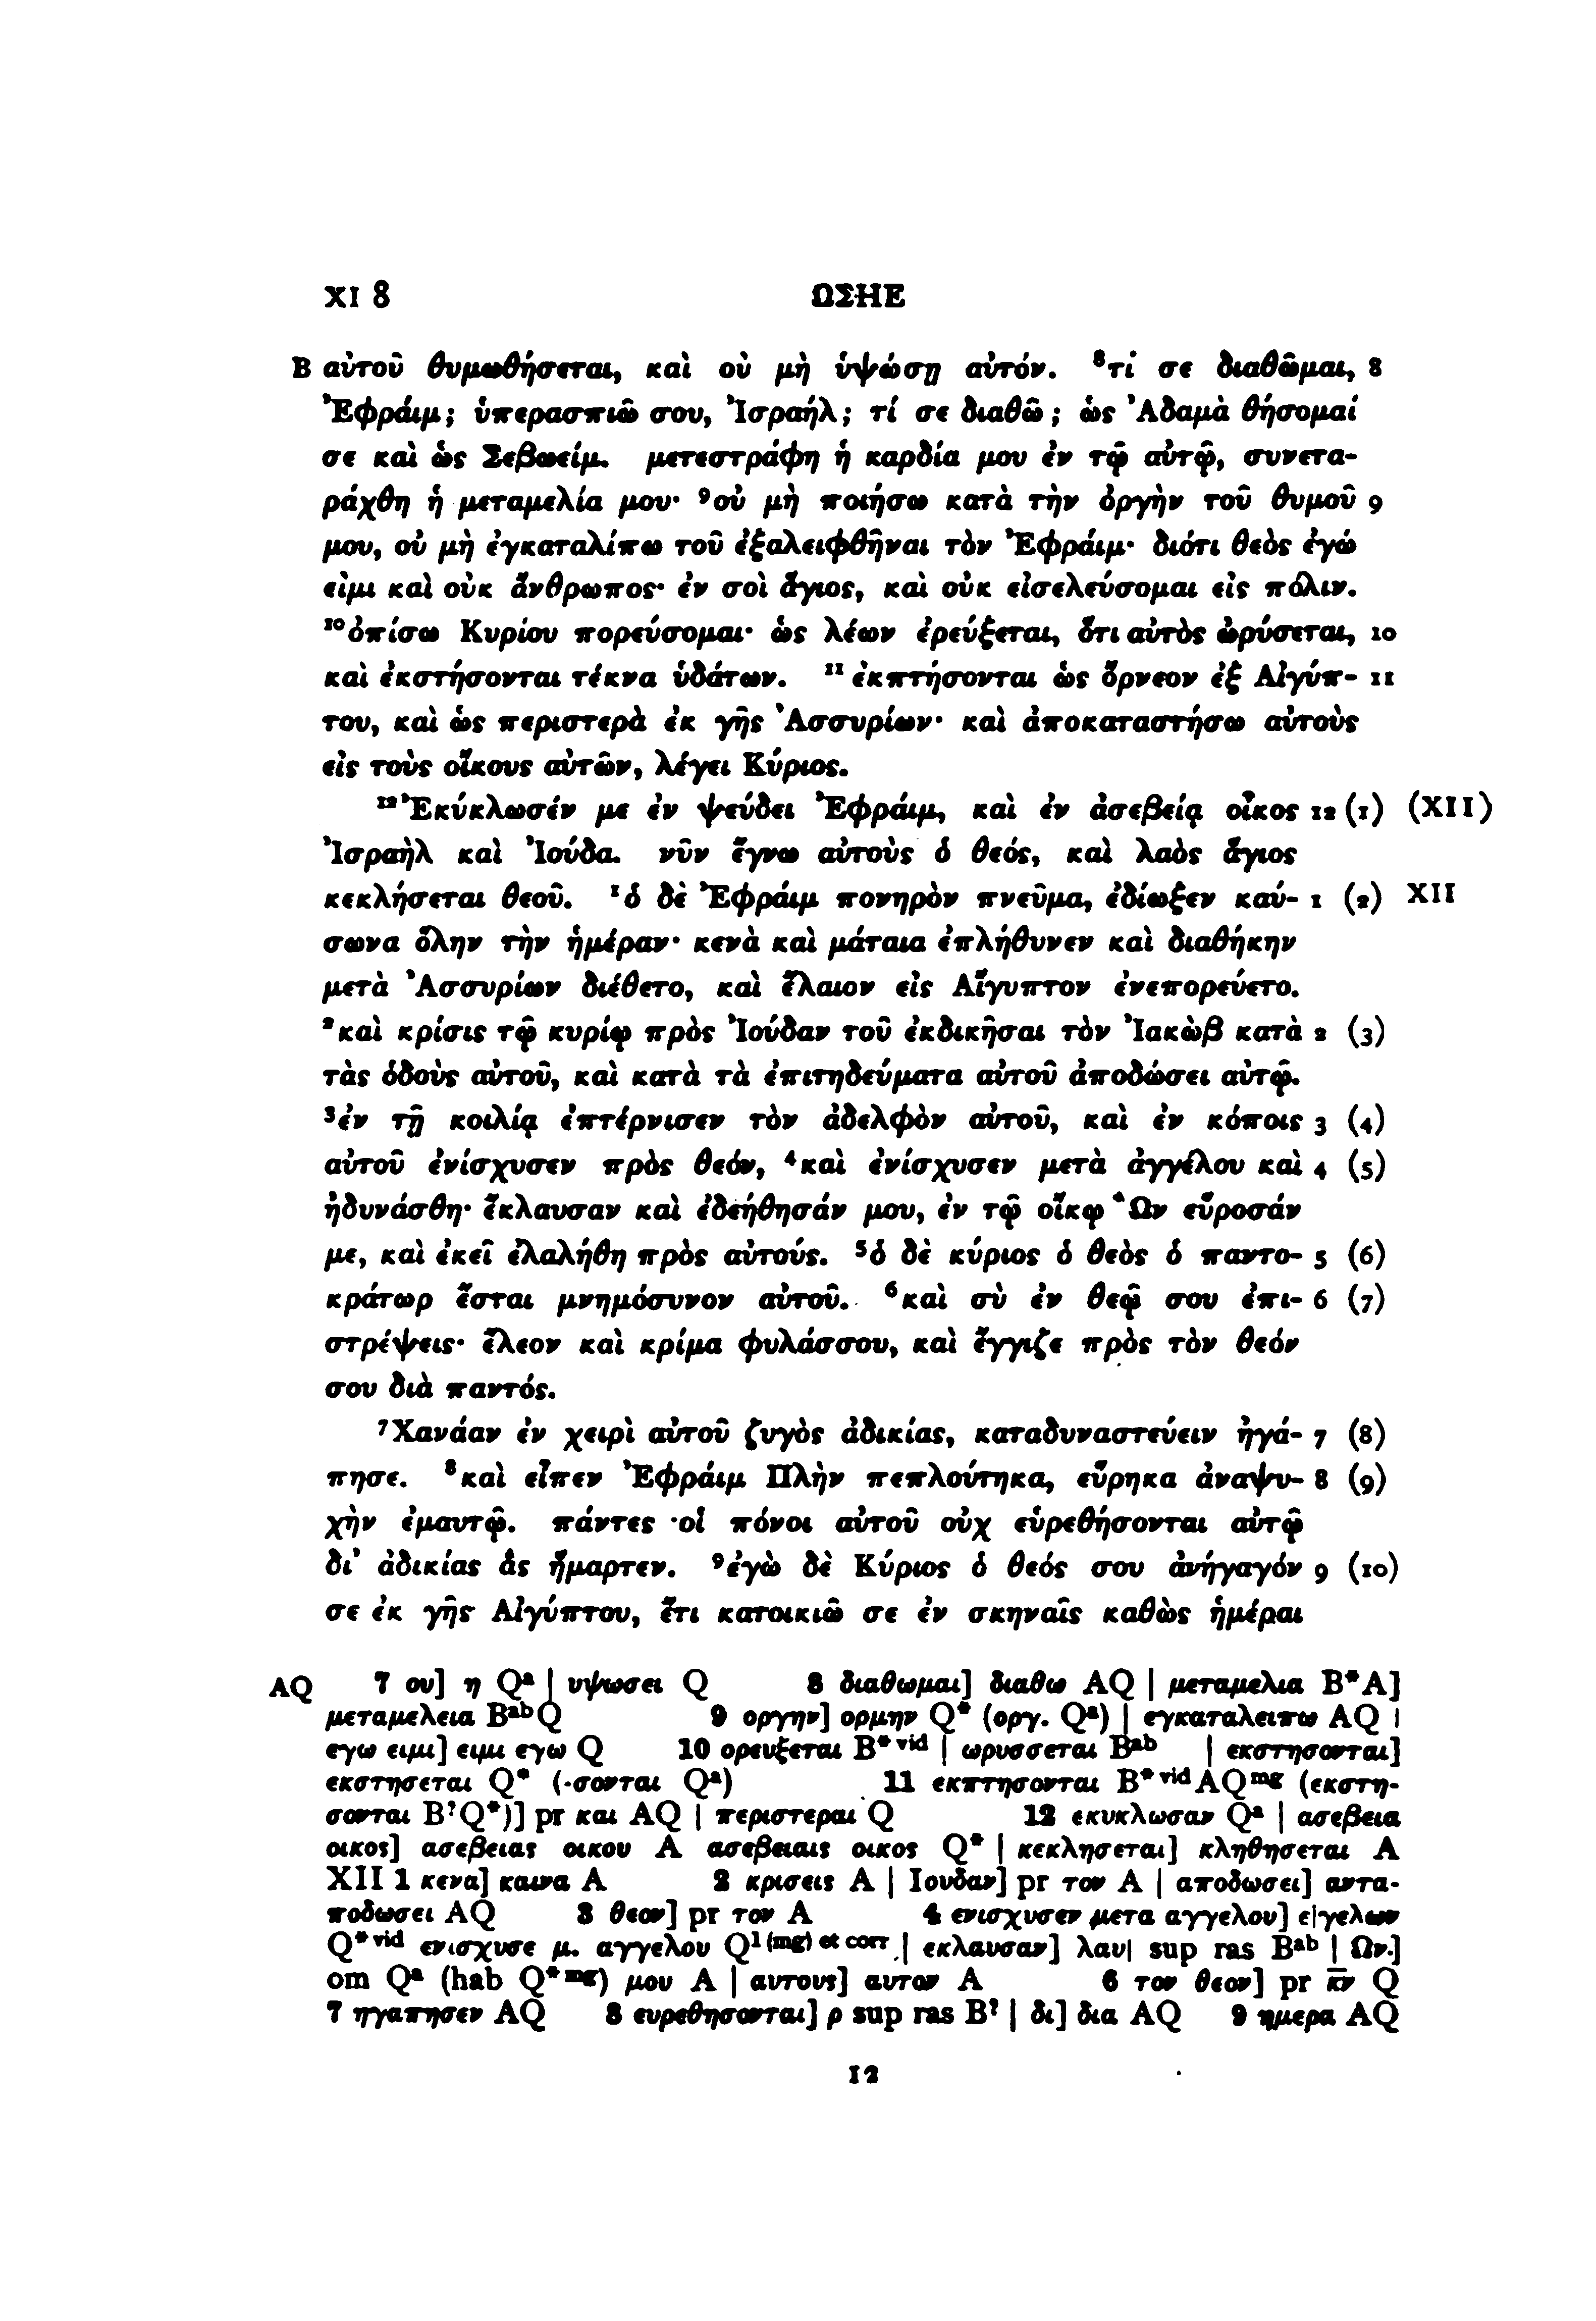 XI 8 ΩΣΗΕ
B αὐτοῦ θυμωθήσεται, καὶ οὐ μὴ ὑψώσῃ αὐτόν. ⁸τί σε διαθῶμαι, 8
Ἐφράιμ; ὑπερασπιῶ σου, Ἰσραήλ; τί σε διαθῶ; ὡς Ἀδαμὰ θήσομαί
σε καὶ ὡς Σεβωείμ. μετεστράφη ἡ καρδία μου ἐν τῷ αὐτῷ, συνετα-
ράχθη ἡ μεταμελία μου· ⁹οὐ μὴ ποιήσω κατὰ τὴν ὀργὴν τοῦ θυμοῦ 9
μου, οὐ μὴ ἐγκαταλίπω τοῦ ἐξαλειφθῆναι τὸν Ἐφράιμ· διότι θεὸς ἐγώ
εἰμι καὶ οὐκ ἄνθρωπος· ἐν σοὶ ἅγιος, καὶ οὐκ εἰσελεύσομαι εἰς πόλιν.
¹⁰ὀπίσω Κυρίου πορεύσομαι· ὡς λέων ἐρεύξεται, ὅτι αὐτὸς ὠρύσεται, 10
καὶ ἐκστήσονται τέκνα ὑδάτων. ¹¹ἐκπτήσονται ὡς ὄρνεον ἐξ Αἰγύπ- 11
του, καὶ ὡς περιστερὰ ἐκ γῆς Ἀσσυρίων· καὶ ἀποκαταστήσω αὐτοὺς
εἰς τοὺς οἴκους αὐτῶν, λέγει Κύριος.
¹²Ἐκύκλωσέν με ἐν ψεύδει Ἐφράιμ, καὶ ἐν ἀσεβείᾳ οἶκος 12 (1) (XII)
Ἰσραὴλ καὶ Ἰούδα. νῦν ἔγνω αὐτοὺς ὁ θεός, καὶ λαὸς ἅγιος
κεκλήσεται θεοῦ. ¹ὁ δὲ Ἐφράιμ πονηρὸν πνεῦμα, ἐδίωξεν καύ- 1 (2) XII
σωνα ὅλην τὴν ἡμέραν· κενὰ καὶ μάταια ἐπλήθυνεν καὶ διαθήκην
μετὰ Ἀσσυρίων διέθετο, καὶ ἔλαιον εἰς Αἴγυπτον ἐνεπορεύετο.
²καὶ κρίσις τῷ κυρίῳ πρὸς Ἰούδαν τοῦ ἐκδικῆσαι τὸν Ἰακὼβ κατὰ 2 (3)
τὰς ὁδοὺς αὐτοῦ, καὶ κατὰ τὰ ἐπιτηδεύματα αὐτοῦ ἀποδώσει αὐτῷ.
³ἐν τῇ κοιλίᾳ ἐπτέρνισεν τὸν ἀδελφὸν αὐτοῦ, καὶ ἐν κόποις 3 (4)
αὐτοῦ ἐνίσχυσεν πρὸς θεόν, ⁴καὶ ἐνίσχυσεν μετὰ ἀγγέλου καὶ 4 (5)
ἠδυνάσθη· ἔκλαυσαν καὶ ἐδεήθησάν μου, ἐν τῷ οἴκῳ Ὢν εὕροσάν
με, καὶ ἐκεῖ ἐλαλήθη πρὸς αὐτούς. ⁵ὁ δὲ κύριος ὁ θεὸς ὁ παντο- 5 (6)
κράτωρ ἔσται μνημόσυνον αὐτοῦ. ⁶καὶ σὺ ἐν θεῷ σου ἐπι- 6 (7)
στρέψεις· ἔλεον καὶ κρίμα φυλάσσου, καὶ ἔγγιζε πρὸς τὸν θεόν
σου διὰ παντός.
⁷Χανάαν ἐν χειρὶ αὐτοῦ ζυγὸς ἀδικίας, καταδυναστεύειν ἠγά- 7 (8)
πησε. ⁸καὶ εἶπεν Ἐφράιμ Πλὴν πεπλούτηκα, εὕρηκα ἀναψυ- 8 (9)
χὴν ἐμαυτῷ. πάντες οἱ πόνοι αὐτοῦ οὐχ εὑρεθήσονται αὐτῷ
δι᾽ ἀδικίας ἃς ἥμαρτεν. ⁹ἐγὼ δὲ Κύριος ὁ θεός σου ἀνήγαγόν 9 (10)
σε ἐκ γῆς Αἰγύπτου, ἔτι κατοικιῶ σε ἐν σκηναῖς καθὼς ἡμέραι
AQ 7 ου] η Qᵃ | υψωσει Q 8 διαθωμαι] διαθω AQ | μεταμελια B*A]
μεταμελεια BᵃᵇQ 9 οργην] ορμην Q* (οργ. Qᵃ) | εγκαταλειπω AQ |
εγω ειμι] ειμι εγω Q 10 ορευξεται B*ᵛⁱᵈ | ωρυσσεται Bᵃᵇ | εκστησονται]
εκστησεται Q* (-σονται Qᵃ) 11 εκπτησονται B*ᵛⁱᵈAQᵐᵍ (εκστη-
σονται B?Q*)] pr και AQ | περιστεραι Q 12 εκυκλωσαν Qᵃ | ασεβεια
οικος] ασεβειας οικου A ασεβειαις οικος Q* | κεκλησεται] κληθησεται A
XII 1 κενα] καινα A 2 κρισεις A | Ιουδαν] pr τον A | αποδωσει] αντα-
ποδωσει AQ 3 θεον] pr τον A 4 ενισχυσεν μετα αγγελου] ε|γελων
Q*ᵛⁱᵈ ενισχυσε μ. αγγελου Q¹⁽ᵐᵍ⁾ ᵉᵗ ᶜᵒʳʳ | εκλαυσαν] λαυ| sup ras Bᵃᵇ | Ων]
om Qᵃ (hab Q*ᵐᵍ) μου A | αυτους] αυτον A 6 τον θεον] pr κ̅ν̅ Q
7 ηγαπησεν AQ 8 ευρεθησονται] ρ sup ras B? | δι] δια AQ 9 ημερα AQ
12